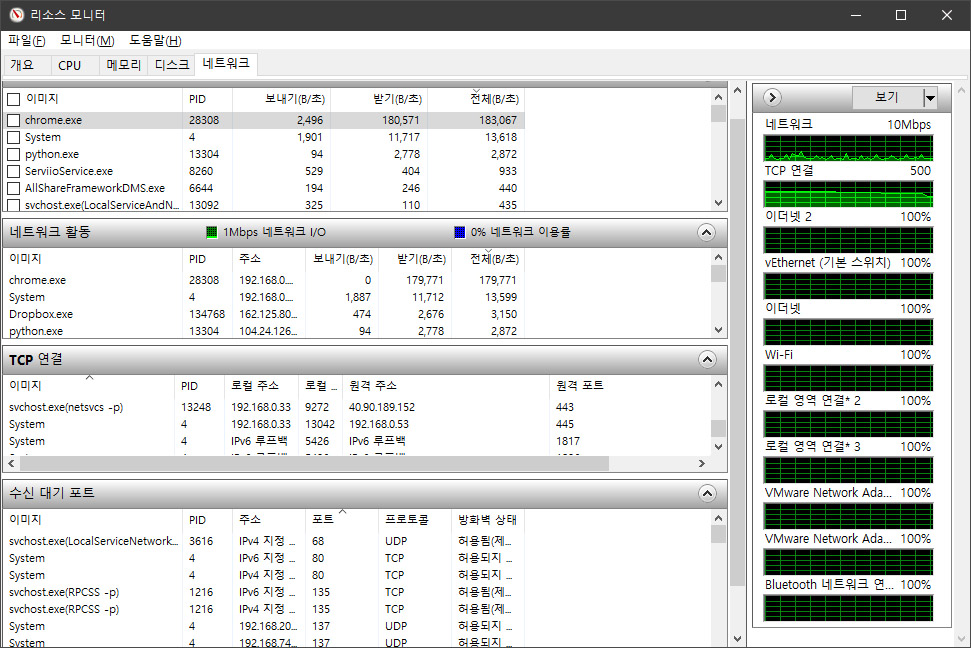 리소스 모니터
파일(F) 모니터(M) 도움말(H)
개요 CPU 메모리 디스크 네트워크
이미지 PID 보내기(B/초) 받기(B/초) 전체(B/초)
chrome.exe 28308 2,496 180,571 183,067
System 4 1,901 11,717 13,618
python.exe 13304 94 2,778 2,872
ServiioService.exe 8260 529 404 933
AllShareFrameworkDMS.exe 6644 194 246 440
svchost.exe(LocalServiceAndN... 13092 325 110 435
네트워크 활동 1Mbps 네트워크 I/O 0% 네트워크 이용률
이미지 PID 주소 보내기(B/초) 받기(B/초) 전체(B/초)
chrome.exe 28308 192.168.0.... 0 179,771 179,771
System 4 192.168.0.... 1,887 11,712 13,599
Dropbox.exe 134768 162.125.80... 474 2,676 3,150
python.exe 13304 104.24.126... 94 2,778 2,872
TCP 연결
이미지 PID 로컬 주소 로컬 ... 원격 주소 원격 포트
svchost.exe(netsvcs -p) 13248 192.168.0.33 9272 40.90.189.152 443
System 4 192.168.0.33 13042 192.168.0.53 445
System 4 IPv6 루프백 5426 IPv6 루프백 1817
수신 대기 포트
이미지 PID 주소 포트 프로토콜 방화벽 상태
svchost.exe(LocalServiceNetwork... 3616 IPv4 지정 ... 68 UDP 허용됨(제...
System 4 IPv6 지정 ... 80 TCP 허용되지 ...
System 4 IPv4 지정 ... 80 TCP 허용되지 ...
svchost.exe(RPCSS -p) 1216 IPv6 지정 ... 135 TCP 허용됨(제...
svchost.exe(RPCSS -p) 1216 IPv4 지정 ... 135 TCP 허용됨(제...
System 4 192.168.20... 137 UDP 허용되지 ...
System 4 192.168.74... 137 UDP 허용되지 ...
보기
네트워크 10Mbps
TCP 연결 500
이더넷 2 100%
vEthernet (기본 스위치) 100%
이더넷 100%
Wi-Fi 100%
로컬 영역 연결* 2 100%
로컬 영역 연결* 3 100%
VMware Network Ada... 100%
VMware Network Ada... 100%
Bluetooth 네트워크 연... 100%